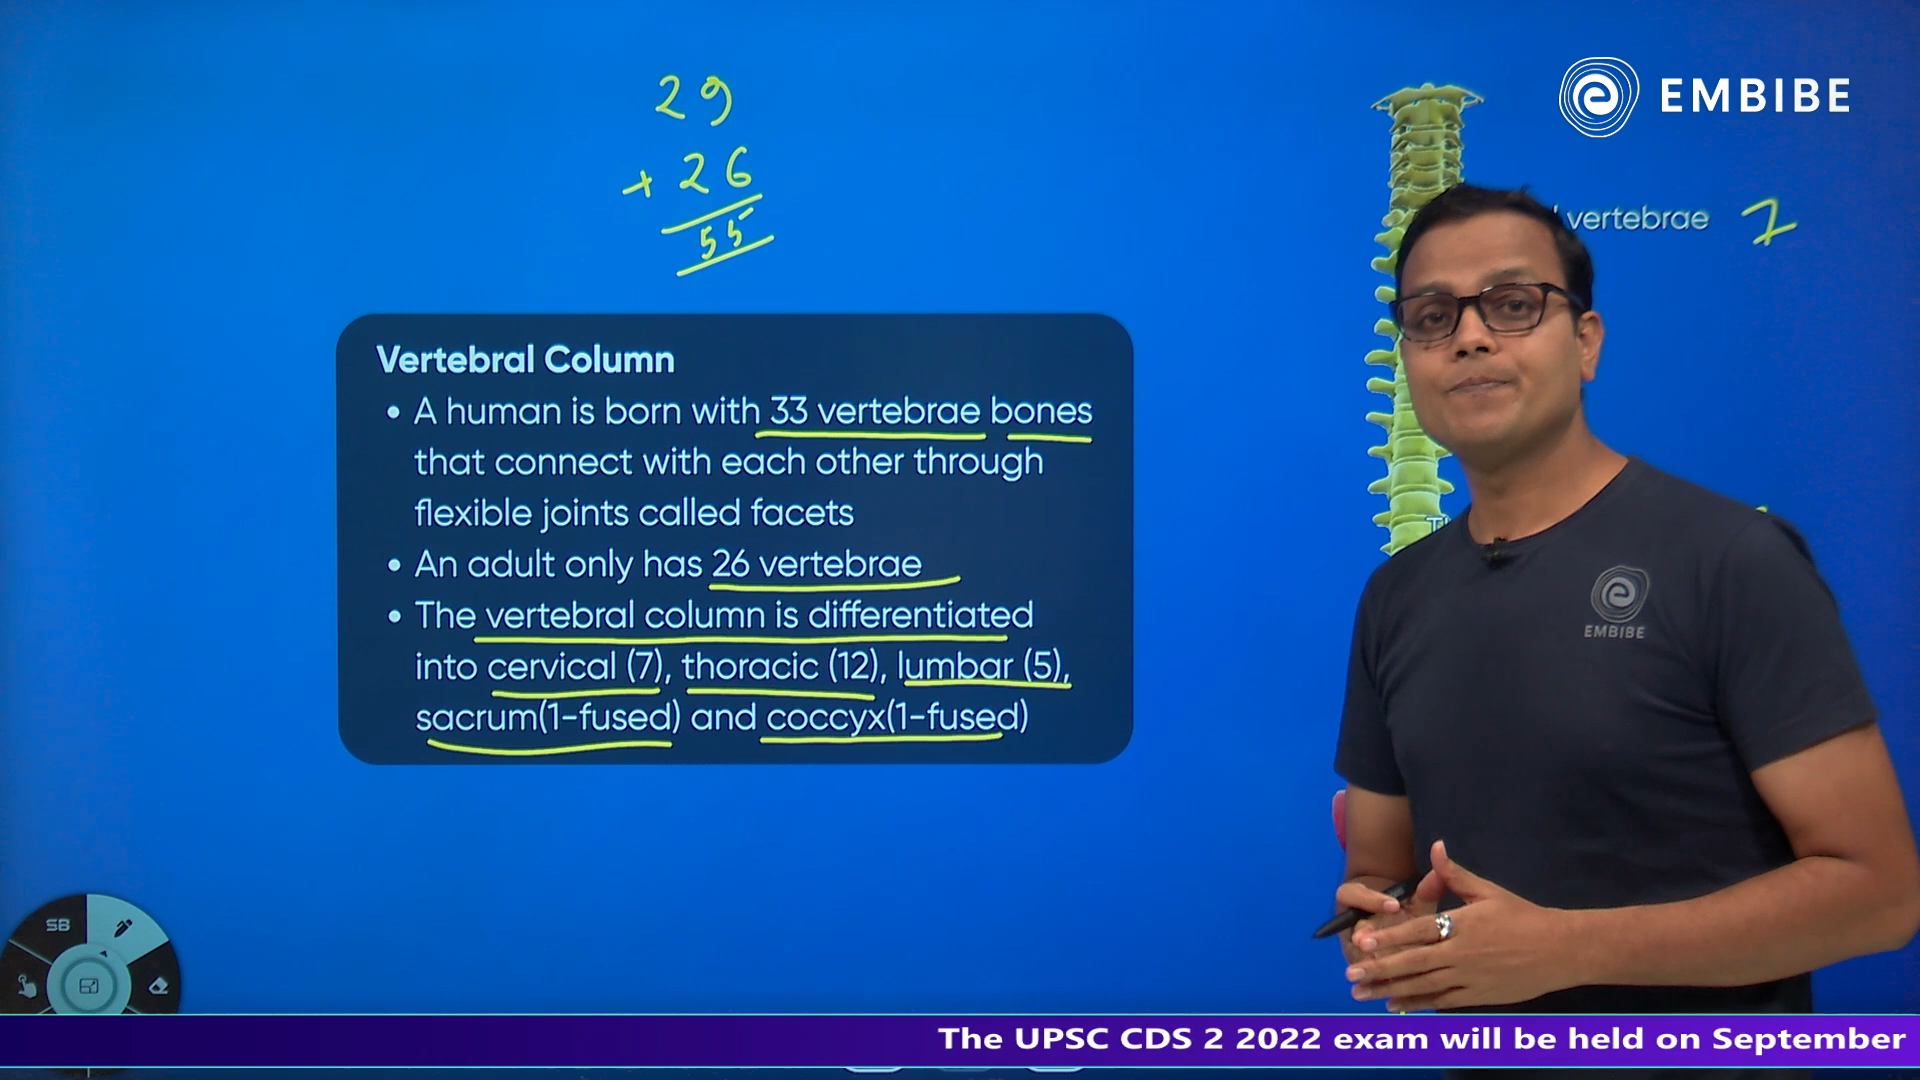 29
+ 26
55
EMBIBE
vertebrae 7
Vertebral Column
• A human is born with 33 vertebrae bones
that connect with each other through
flexible joints called facets
• An adult only has 26 vertebrae
• The vertebral column is differentiated
into cervical (7), thoracic (12), lumbar (5),
sacrum(1-fused) and coccyx(1-fused)
EMBIBE
SB
The UPSC CDS 2 2022 exam will be held on September